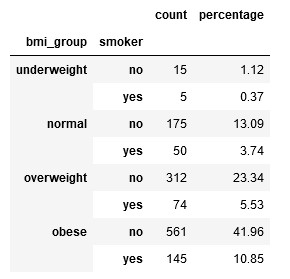 count percentage
bmi_group smoker
underweight no 15 1.12
yes 5 0.37
normal no 175 13.09
yes 50 3.74
overweight no 312 23.34
yes 74 5.53
obese no 561 41.96
yes 145 10.85